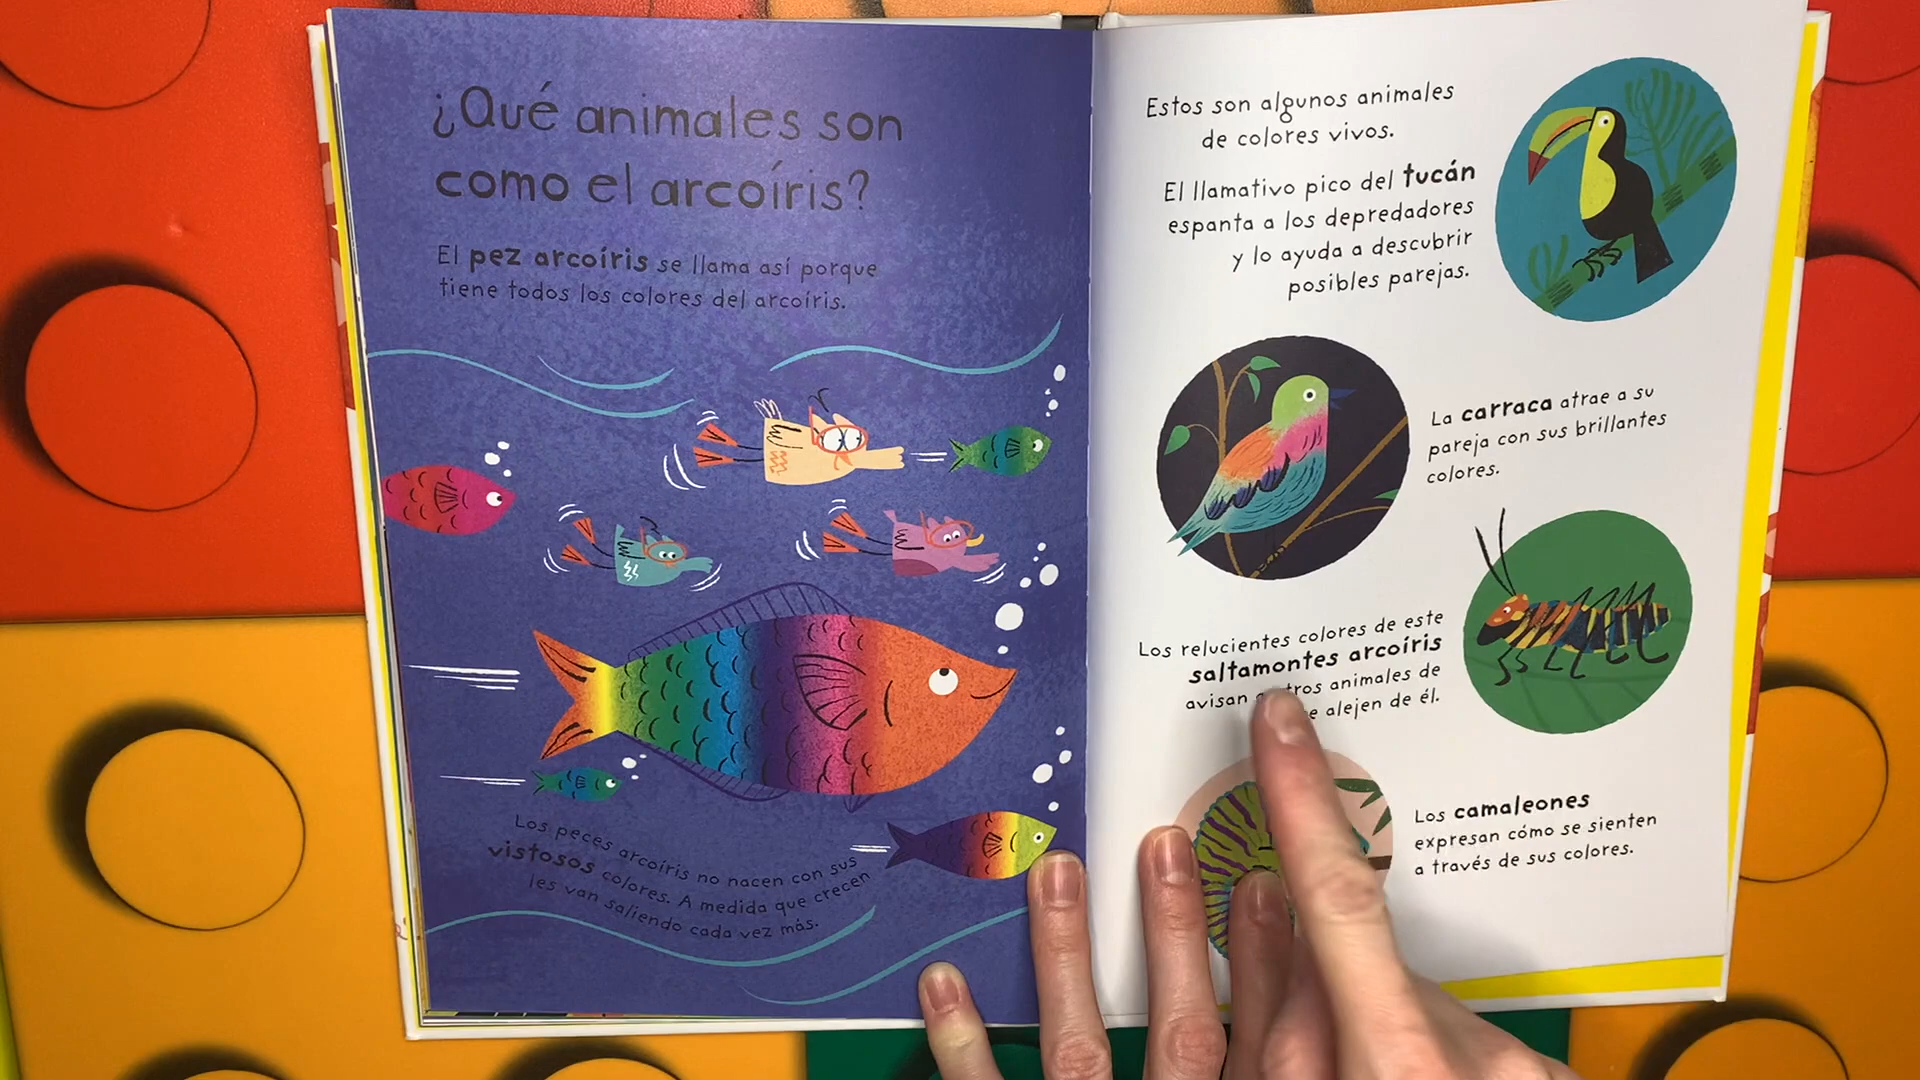 ¿Qué animales son
como el arcoíris?
El pez arcoíris se llama así porque
tiene todos los colores del arcoíris.
Los peces arcoíris no nacen con sus
vistosos colores. A medida que crecen
les van saliendo cada vez más.
Estos son algunos animales
de colores vivos.
El llamativo pico del tucán
espanta a los depredadores
y lo ayuda a descubrir
posibles parejas.
La carraca atrae a su
pareja con sus brillantes
colores.
Los relucientes colores de este
saltamontes arcoíris
avisan animales de
alejen de él.
Los camaleones
expresan cómo se sienten
a través de sus colores.